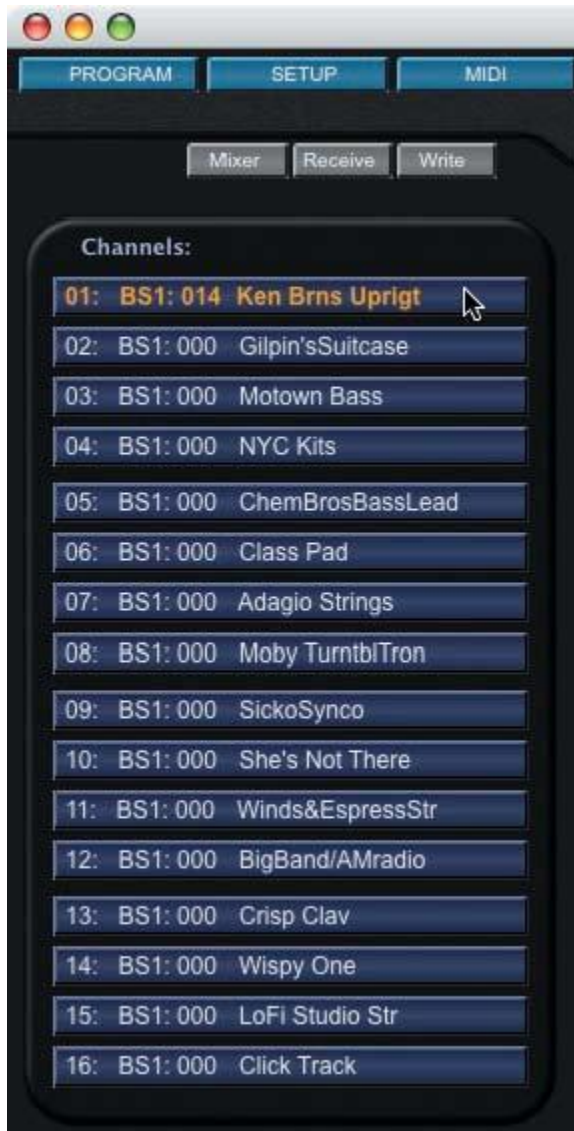 PROGRAM SETUP MIDI
Mixer Receive Write
Channels:
01: BS1: 014 Ken Brns Uprigt
02: BS1: 000 Gilpin'sSuitcase
03: BS1: 000 Motown Bass
04: BS1: 000 NYC Kits
05: BS1: 000 ChemBrosBassLead
06: BS1: 000 Class Pad
07: BS1: 000 Adagio Strings
08: BS1: 000 Moby TurntblTron
09: BS1: 000 SickoSynco
10: BS1: 000 She's Not There
11: BS1: 000 Winds&EspressStr
12: BS1: 000 BigBand/AMradio
13: BS1: 000 Crisp Clav
14: BS1: 000 Wispy One
15: BS1: 000 LoFi Studio Str
16: BS1: 000 Click Track